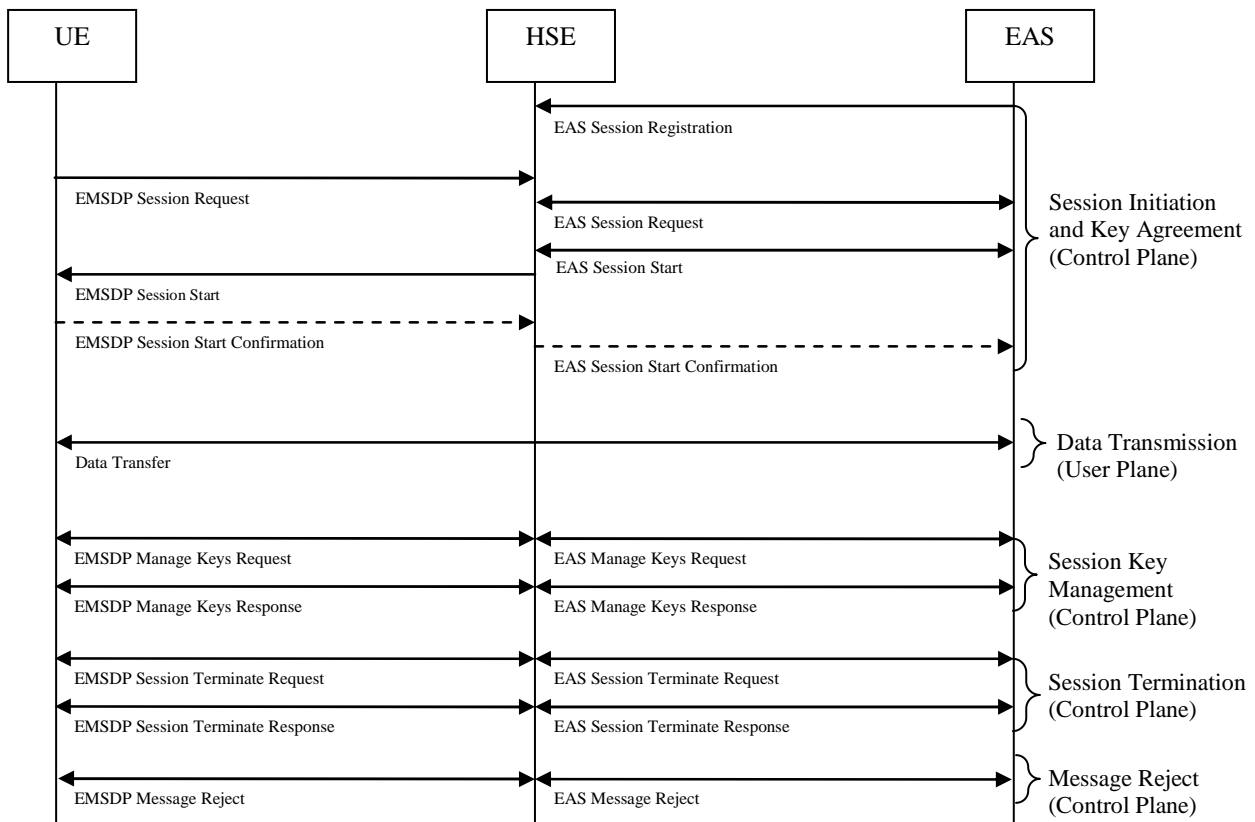 UE
HSE
EAS
EAS Session Registration
EMSDP Session Request
EAS Session Request
EAS Session Start
EMSDP Session Start
EMSDP Session Start Confirmation
EAS Session Start Confirmation
Session Initiation
and Key Agreement
(Control Plane)
Data Transfer
Data Transmission
(User Plane)
EMSDP Manage Keys Request
EAS Manage Keys Request
EMSDP Manage Keys Response
EAS Manage Keys Response
Session Key
Management
(Control Plane)
EMSDP Session Terminate Request
EAS Session Terminate Request
EMSDP Session Terminate Response
EAS Session Terminate Response
Session Termination
(Control Plane)
EMSDP Message Reject
EAS Message Reject
Message Reject
(Control Plane)